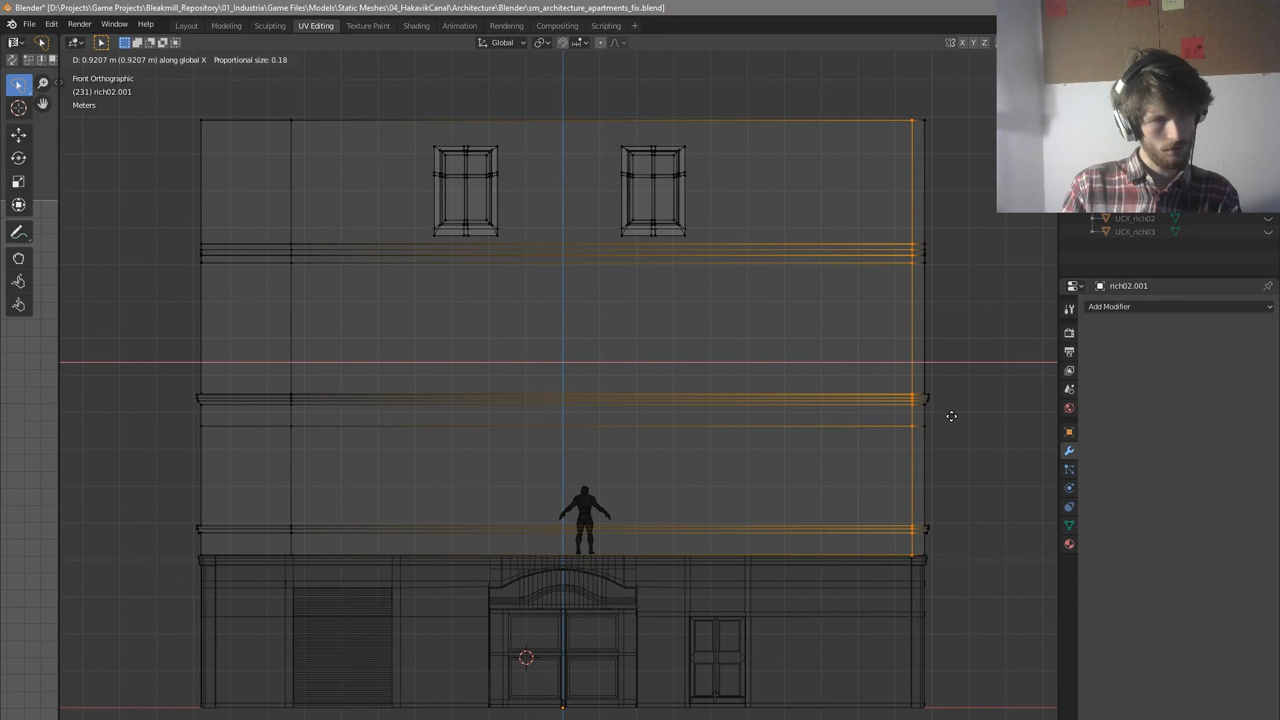 Blender* [D:\Projects\Game Projects\Bleakmill_Repository\01_Industria\Game Files\Models\Static Meshes\04_HakavikCanal\Architecture\Blender\sm_architecture_apartments_fix.blend]
File Edit Render Window Help Layout Modeling Sculpting UV Editing Texture Paint Shading Animation Rendering Compositing Scripting +
Global X Y Z
D: 0.9207 m (0.9207 m) along global X Proportional size: 0.18
Front Orthographic
(231) rich02.001
Meters
UCX_rich02
UCX_rich03
rich02.001
Add Modifier